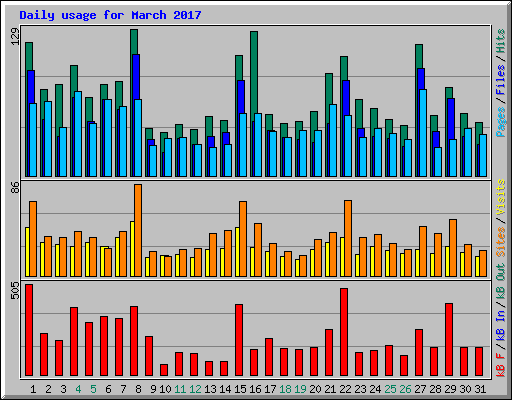 Daily usage for March 2017
129
Pages / Files / Hits
86
Sites / Visits
505
kB F / kB In / kB Out
1 2 3 4 5 6 7 8 9 10 11 12 13 14 15 16 17 18 19 20 21 22 23 24 25 26 27 28 29 30 31